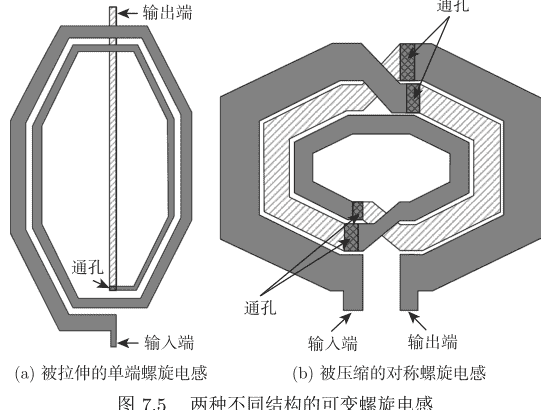 输出端
通孔
通孔
输入端
通孔
输入端
输出端
(a) 被拉伸的单端螺旋电感
(b) 被压缩的对称螺旋电感
图 7.5 两种不同结构的可变螺旋电感